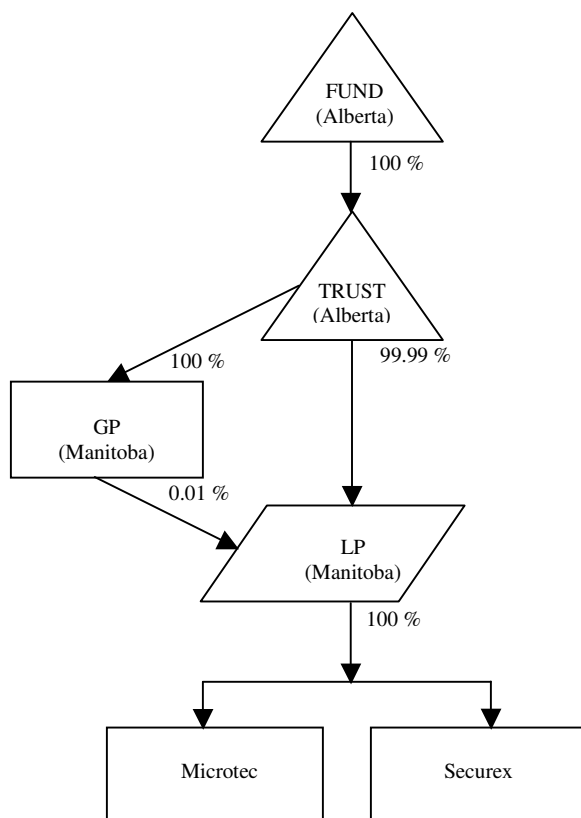 FUND
(Alberta)
100 %
TRUST
(Alberta)
100 %
99.99 %
GP
(Manitoba)
0.01 %
LP
(Manitoba)
100 %
Microtec
Securex